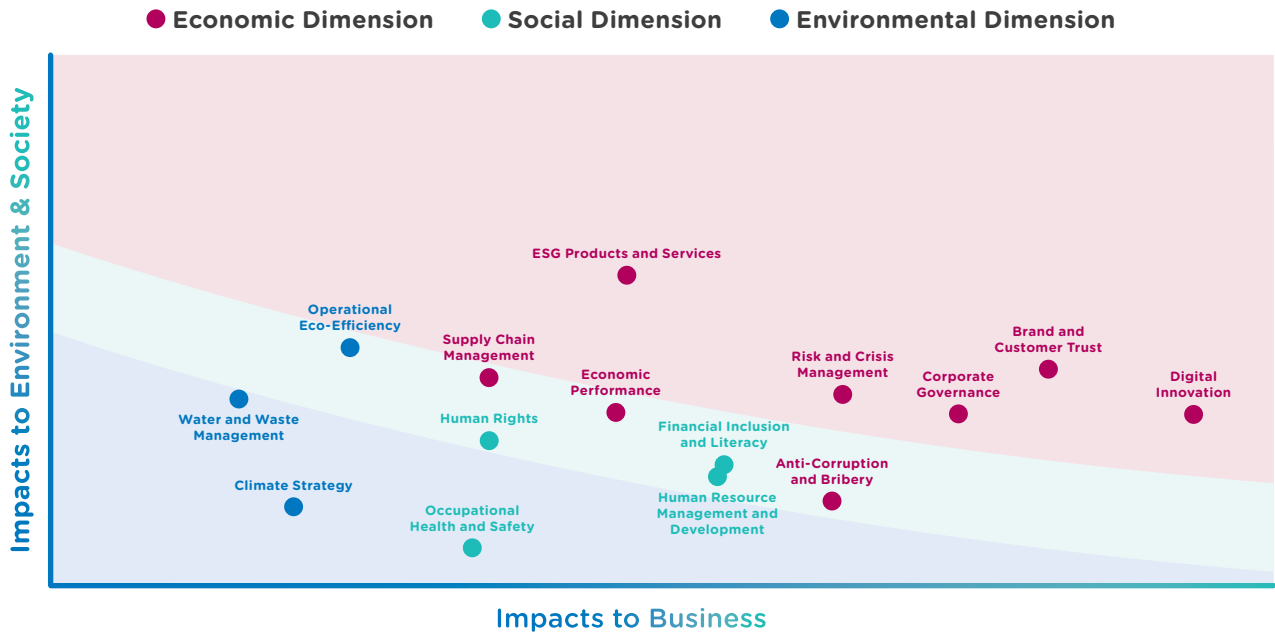 Economic Dimension
Social Dimension
Environmental Dimension
Impacts to Environment & Society
ESG Products and Services
Operational
Eco-Efficiency
Supply Chain
Management
Economic
Performance
Risk and Crisis
Management
Brand and
Customer Trust
Corporate
Governance
Digital
Innovation
Water and Waste
Management
Human Rights
Financial Inclusion
and Literacy
Anti-Corruption
and Bribery
Climate Strategy
Human Resource
Management and
Development
Occupational
Health and Safety
Impacts to Business